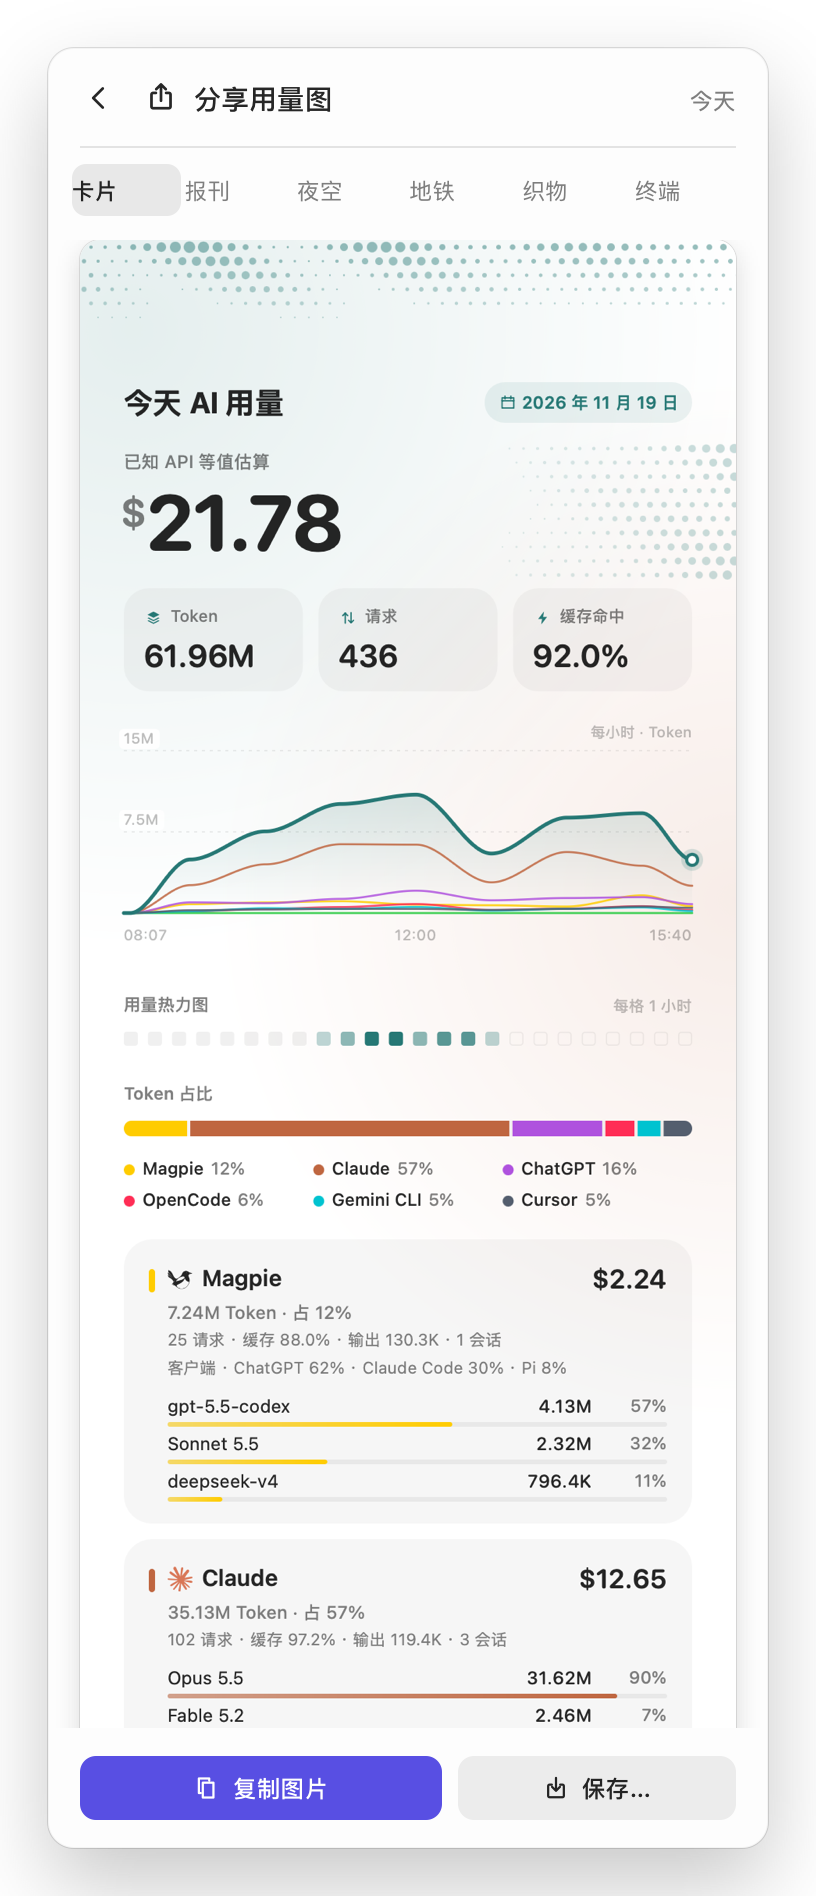 分享用量图
今天
卡片 报刊 夜空 地铁 织物 终端
今天 AI 用量
2026 年 11 月 19 日
已知 API 等值估算
$21.78
Token 请求 缓存命中
61.96M 436 92.0%
每小时 · Token
15M
7.5M
08:07 12:00 15:40
用量热力图 每格 1 小时
Token 占比
Magpie 12% Claude 57% ChatGPT 16%
OpenCode 6% Gemini CLI 5% Cursor 5%
Magpie $2.24
7.24M Token · 占 12%
25 请求 · 缓存 88.0% · 输出 130.3K · 1 会话
客户端 · ChatGPT 62% · Claude Code 30% · Pi 8%
gpt-5.5-codex 4.13M 57%
Sonnet 5.5 2.32M 32%
deepseek-v4 796.4K 11%
Claude $12.65
35.13M Token · 占 57%
102 请求 · 缓存 97.2% · 输出 119.4K · 3 会话
Opus 5.5 31.62M 90%
Fable 5.2 2.46M 7%
复制图片 保存...